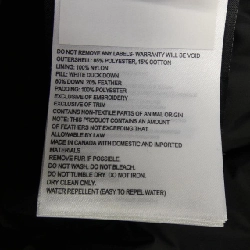 DO NOT REMOVE ANY LABELS - WARRANTY WILL BE VOID
OUTERSHELL: 85% POLYESTER, 15% COTTON
LINING: 100% NYLON
FILL: WHITE DUCK DOWN
80% DOWN 20% FEATHER
PADDING: 100% POLYESTER
EXCLUSIVE OF EMBROIDERY
EXCLUSIVE OF TRIM
CONTAINS NON-TEXTILE PARTS OF ANIMAL ORIGIN
NOTE: THIS PRODUCT CONTAINS AN AMOUNT
OF FEATHERS NOT EXCEEDING THAT
ALLOWABLE BY LAW
MADE IN CANADA WITH DOMESTIC AND IMPORTED
MATERIALS
REMOVE FUR IF POSSIBLE
DO NOT WASH. DO NOT BLEACH.
DO NOT TUMBLE DRY. DO NOT IRON.
DRY CLEAN ONLY.
WATER REPELLENT (EASY TO REPEL WATER)